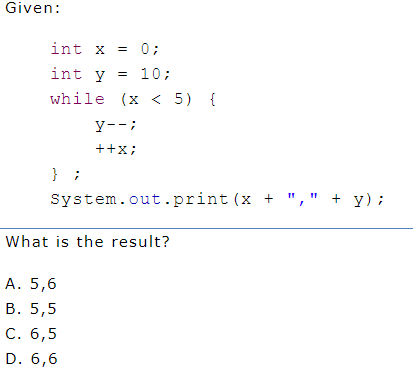 Given:
int x = 0;
int y = 10;
while (x < 5) {
y--;
++x;
} ;
System.out.print(x + "," + y);
What is the result?
A. 5,6
B. 5,5
C. 6,5
D. 6,6